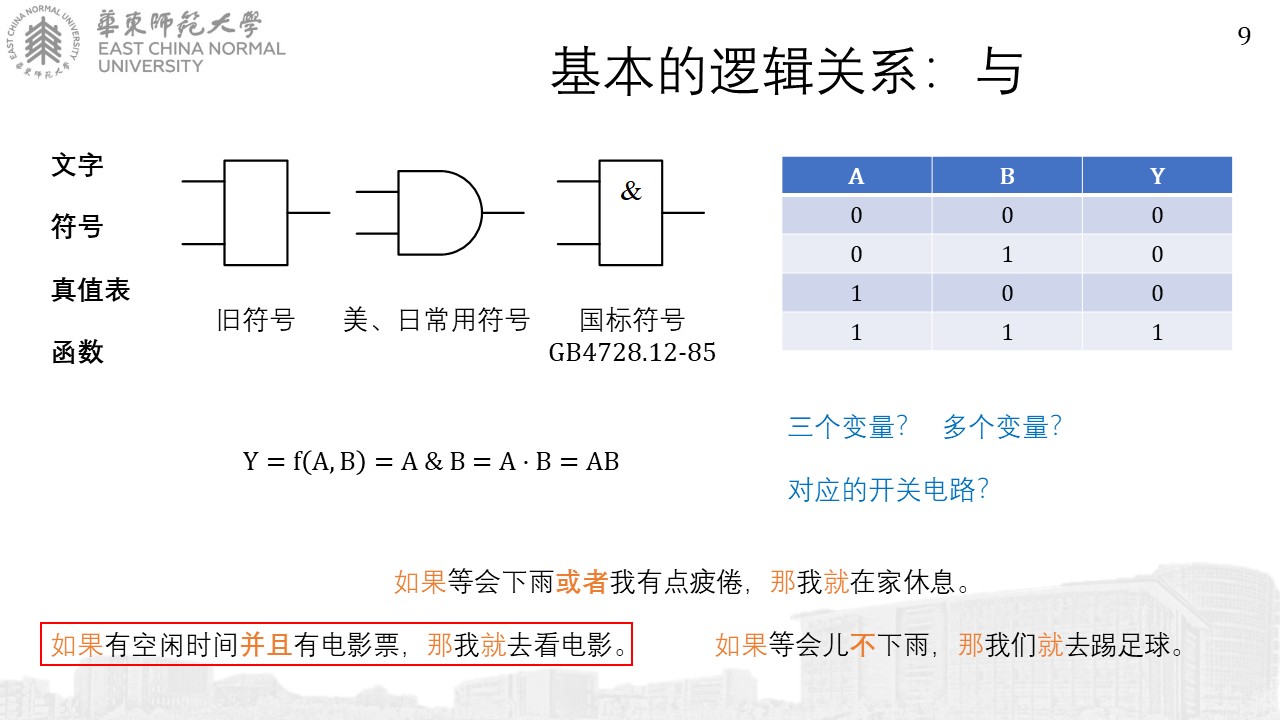 EAST CHINA NORMAL UNIVERSITY
華東師范大學
華東師范大學
EAST CHINA NORMAL
UNIVERSITY
9
基本的逻辑关系：与
文字
符号
真值表
函数
&
旧符号
美、日常用符号
国标符号
GB4728.12-85
A B Y
0 0 0
0 1 0
1 0 0
1 1 1
Y = f(A, B) = A & B = A · B = AB
三个变量？ 多个变量？
对应的开关电路？
如果等会下雨或者我有点疲倦，那我就在家休息。
如果有空闲时间并且有电影票，那我就去看电影。
如果等会儿不下雨，那我们就去踢足球。